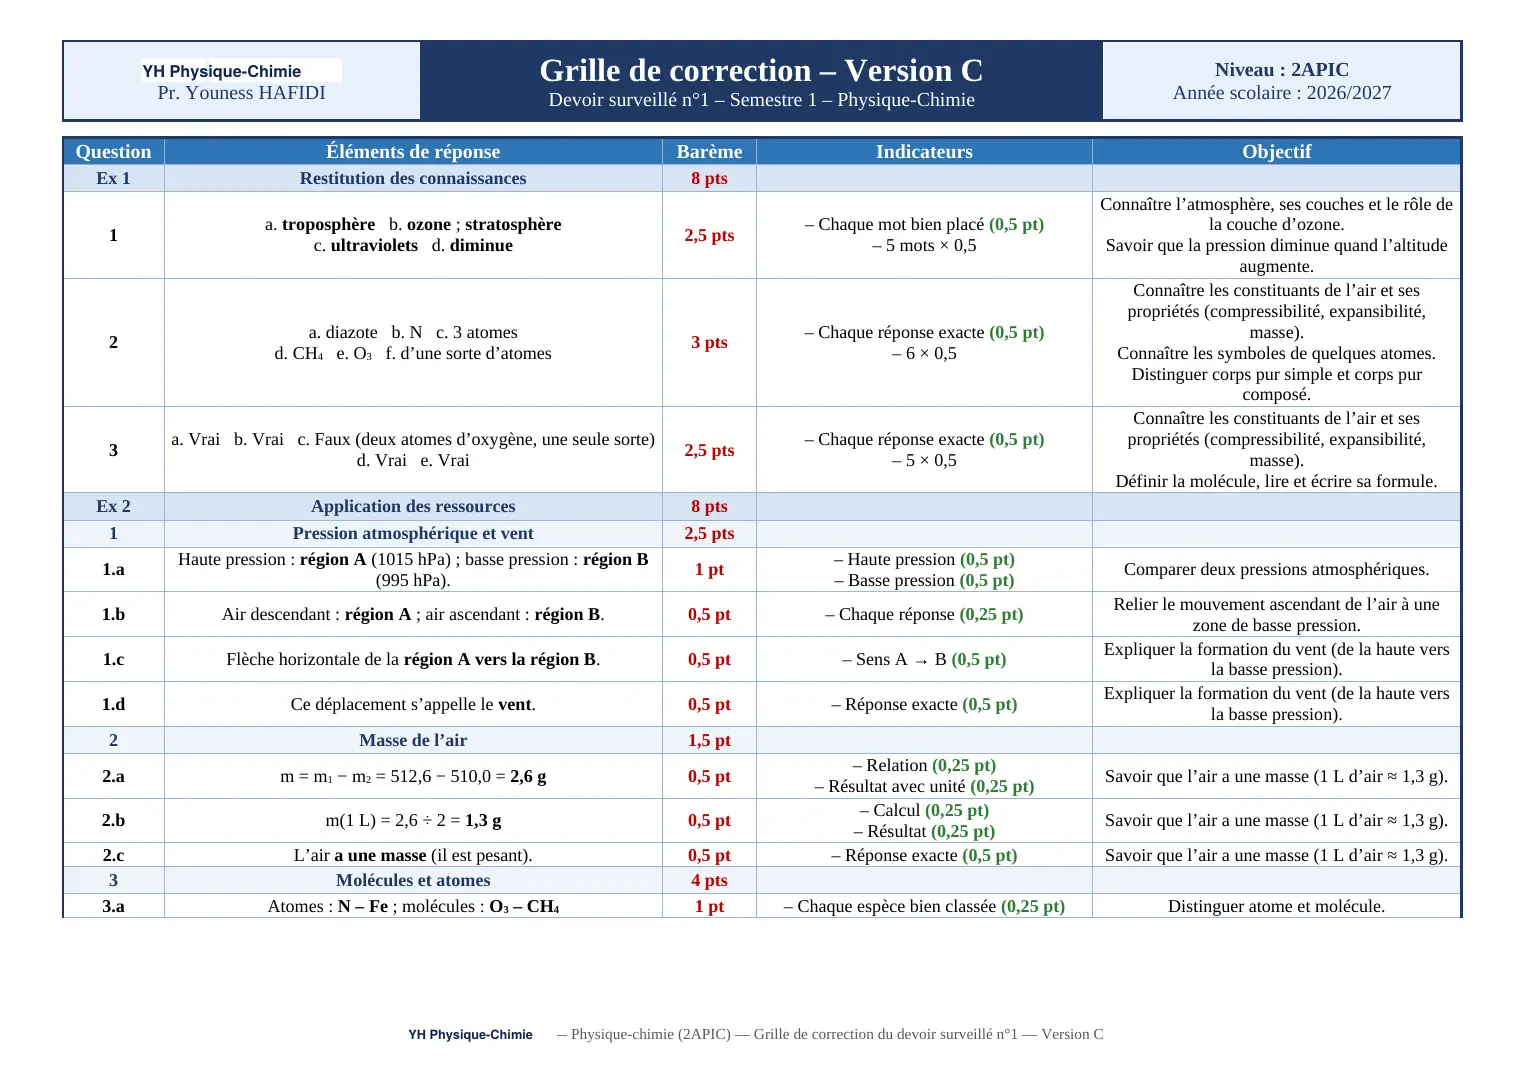 YH Physique-Chimie
Pr. Youness HAFIDI
Grille de correction – Version C
Devoir surveillé n°1 – Semestre 1 – Physique-Chimie
Niveau : 2APIC
Année scolaire : 2026/2027
Question Éléments de réponse Barème Indicateurs Objectif
Ex 1 Restitution des connaissances 8 pts
1
a. troposphère b. ozone ; stratosphère
c. ultraviolets d. diminue
2,5 pts
– Chaque mot bien placé (0,5 pt)
– 5 mots × 0,5
Connaître l’atmosphère, ses couches et le rôle de
la couche d’ozone.
Savoir que la pression diminue quand l’altitude
augmente.
2
a. diazote b. N c. 3 atomes
d. CH₄ e. O₃ f. d’une sorte d’atomes
3 pts
– Chaque réponse exacte (0,5 pt)
– 6 × 0,5
Connaître les constituants de l’air et ses
propriétés (compressibilité, expansibilité,
masse).
Connaître les symboles de quelques atomes.
Distinguer corps pur simple et corps pur
composé.
3
a. Vrai b. Vrai c. Faux (deux atomes d’oxygène, une seule sorte)
d. Vrai e. Vrai
2,5 pts
– Chaque réponse exacte (0,5 pt)
– 5 × 0,5
Connaître les constituants de l’air et ses
propriétés (compressibilité, expansibilité,
masse).
Définir la molécule, lire et écrire sa formule.
Ex 2 Application des ressources 8 pts
1 Pression atmosphérique et vent 2,5 pts
1.a
Haute pression : région A (1015 hPa) ; basse pression : région B
(995 hPa).
1 pt
– Haute pression (0,5 pt)
– Basse pression (0,5 pt)
Comparer deux pressions atmosphériques.
1.b
Air descendant : région A ; air ascendant : région B.
0,5 pt
– Chaque réponse (0,25 pt)
Relier le mouvement ascendant de l’air à une
zone de basse pression.
1.c
Flèche horizontale de la région A vers la région B.
0,5 pt
– Sens A → B (0,5 pt)
Expliquer la formation du vent (de la haute vers
la basse pression).
1.d
Ce déplacement s’appelle le vent.
0,5 pt
– Réponse exacte (0,5 pt)
Expliquer la formation du vent (de la haute vers
la basse pression).
2 Masse de l’air 1,5 pt
2.a
m = m₁ − m₂ = 512,6 − 510,0 = 2,6 g
0,5 pt
– Relation (0,25 pt)
– Résultat avec unité (0,25 pt)
Savoir que l’air a une masse (1 L d’air ≈ 1,3 g).
2.b
m(1 L) = 2,6 ÷ 2 = 1,3 g
0,5 pt
– Calcul (0,25 pt)
– Résultat (0,25 pt)
Savoir que l’air a une masse (1 L d’air ≈ 1,3 g).
2.c L’air a une masse (il est pesant). 0,5 pt – Réponse exacte (0,5 pt) Savoir que l’air a une masse (1 L d’air ≈ 1,3 g).
3 Molécules et atomes 4 pts
3.a Atomes : N – Fe ; molécules : O₃ – CH₄ 1 pt – Chaque espèce bien classée (0,25 pt) Distinguer atome et molécule.
YH Physique-Chimie – Physique-chimie (2APIC) — Grille de correction du devoir surveillé n°1 — Version C